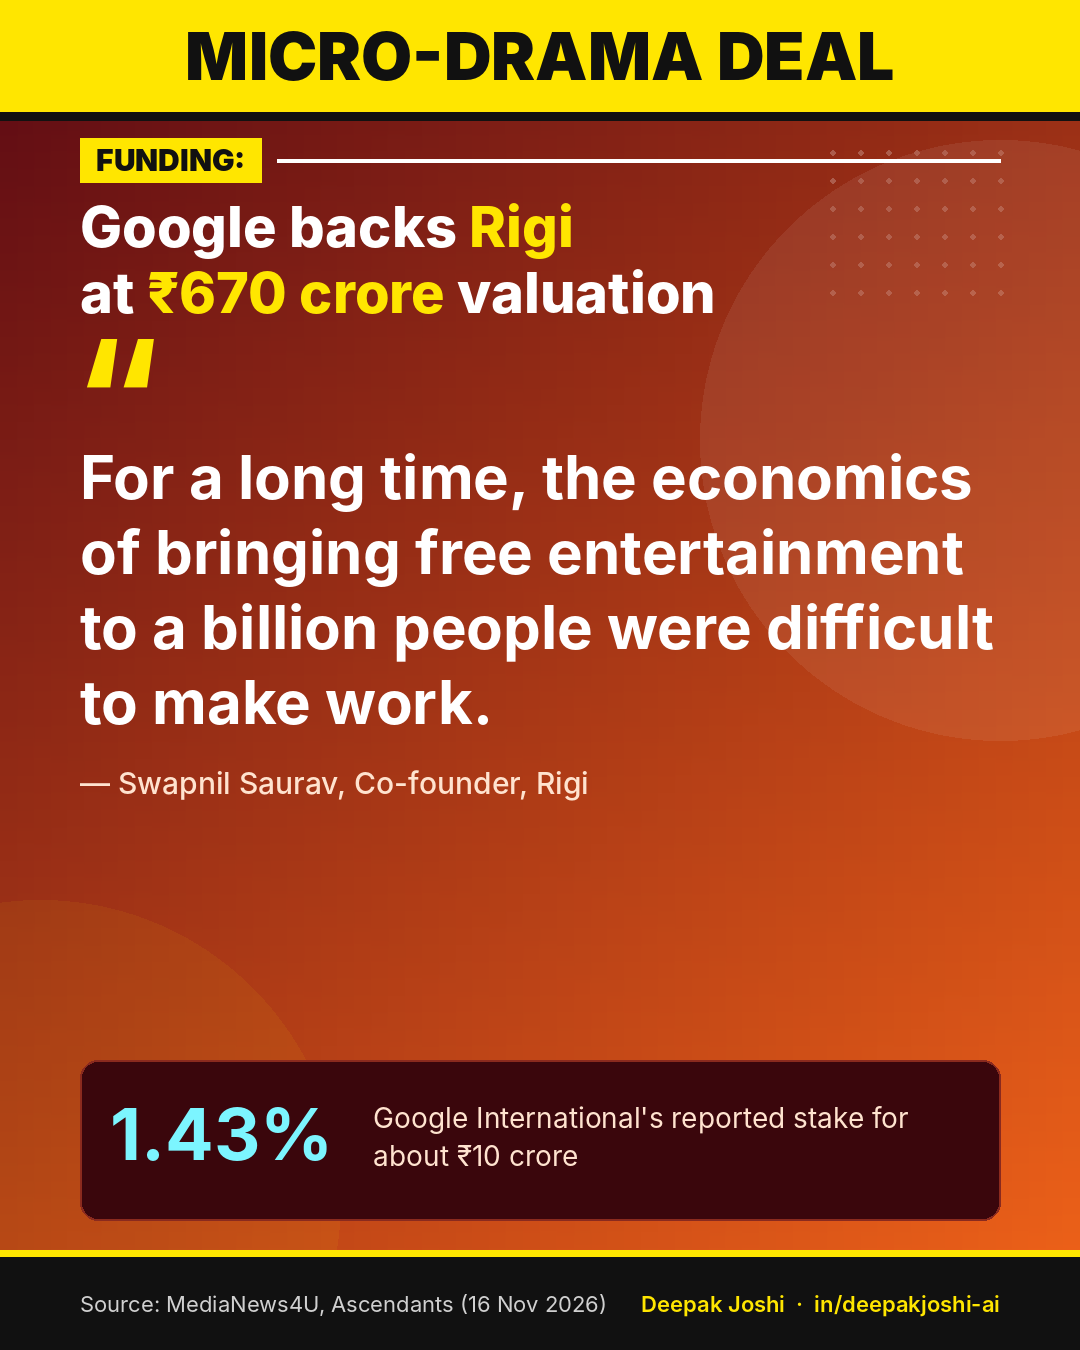 MICRO-DRAMA DEAL
FUNDING:
Google backs Rigi
at ₹670 crore valuation
“
For a long time, the economics
of bringing free entertainment
to a billion people were difficult
to make work.
— Swapnil Saurav, Co-founder, Rigi
1.43%
Google International's reported stake for
about ₹10 crore
Source: MediaNews4U, Ascendants (16 Nov 2026)
Deepak Joshi · in/deepakjoshi-ai